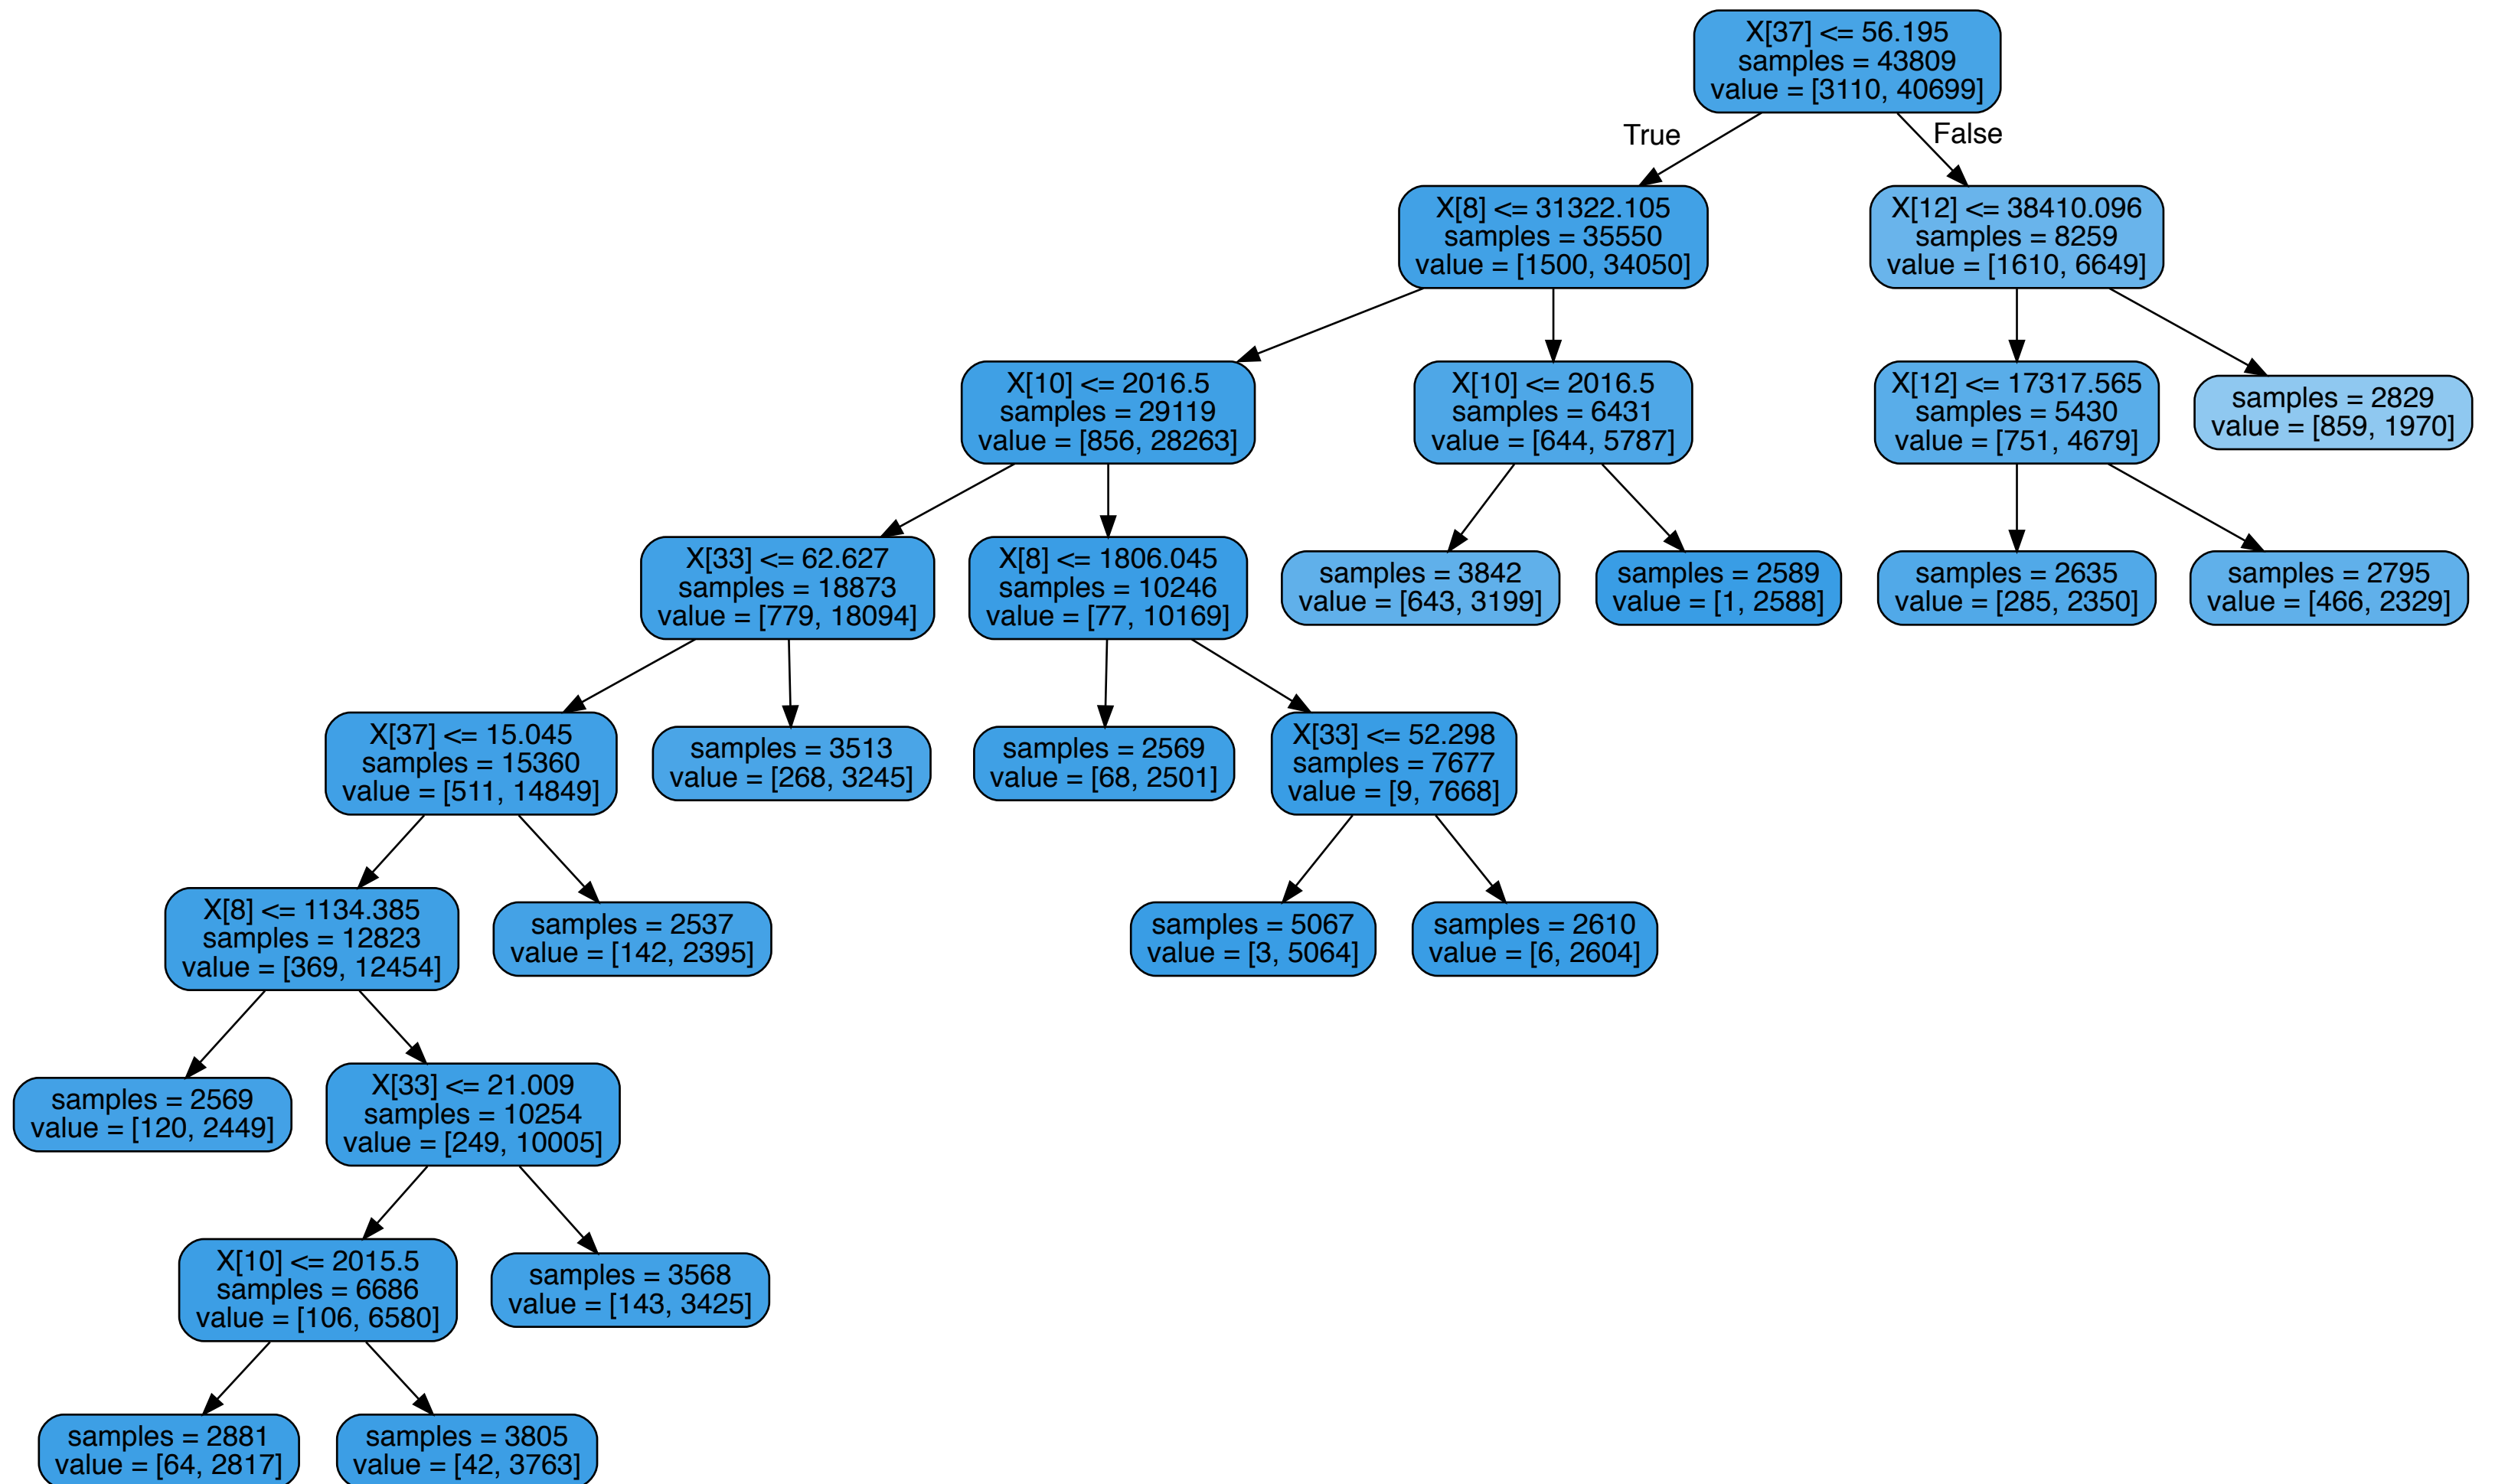 X[37] <= 56.195
samples = 43809
value = [3110, 40699]
True
False
X[8] <= 31322.105
samples = 35550
value = [1500, 34050]
X[12] <= 38410.096
samples = 8259
value = [1610, 6649]
X[10] <= 2016.5
samples = 29119
value = [856, 28263]
X[10] <= 2016.5
samples = 6431
value = [644, 5787]
X[12] <= 17317.565
samples = 5430
value = [751, 4679]
samples = 2829
value = [859, 1970]
X[33] <= 62.627
samples = 18873
value = [779, 18094]
X[8] <= 1806.045
samples = 10246
value = [77, 10169]
samples = 3842
value = [643, 3199]
samples = 2589
value = [1, 2588]
samples = 2635
value = [285, 2350]
samples = 2795
value = [466, 2329]
X[37] <= 15.045
samples = 15360
value = [511, 14849]
samples = 3513
value = [268, 3245]
samples = 2569
value = [68, 2501]
X[33] <= 52.298
samples = 7677
value = [9, 7668]
X[8] <= 1134.385
samples = 12823
value = [369, 12454]
samples = 2537
value = [142, 2395]
samples = 5067
value = [3, 5064]
samples = 2610
value = [6, 2604]
samples = 2569
value = [120, 2449]
X[33] <= 21.009
samples = 10254
value = [249, 10005]
X[10] <= 2015.5
samples = 6686
value = [106, 6580]
samples = 3568
value = [143, 3425]
samples = 2881
value = [64, 2817]
samples = 3805
value = [42, 3763]